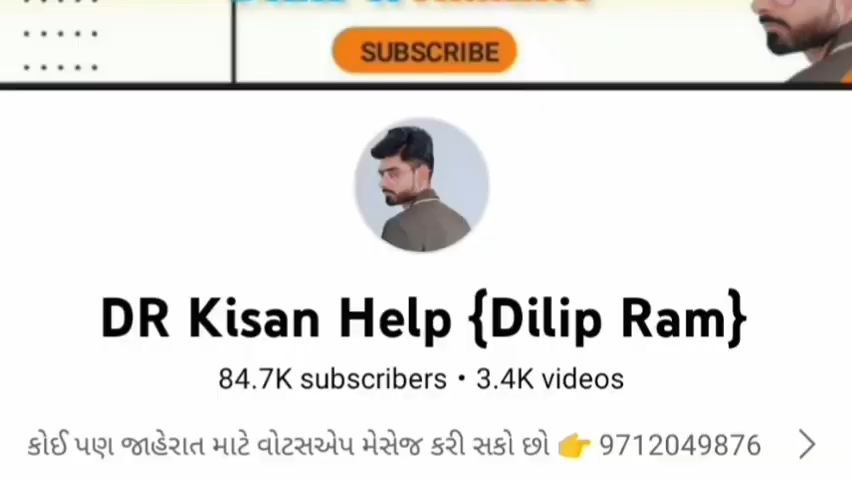 SUBSCRIBE
DR Kisan Help {Dilip Ram}
84.7K subscribers • 3.4K videos
કોઈ પણ જાહેરાત માટે વોટસએપ મેસેજ કરી સકો છો 👉 9712049876